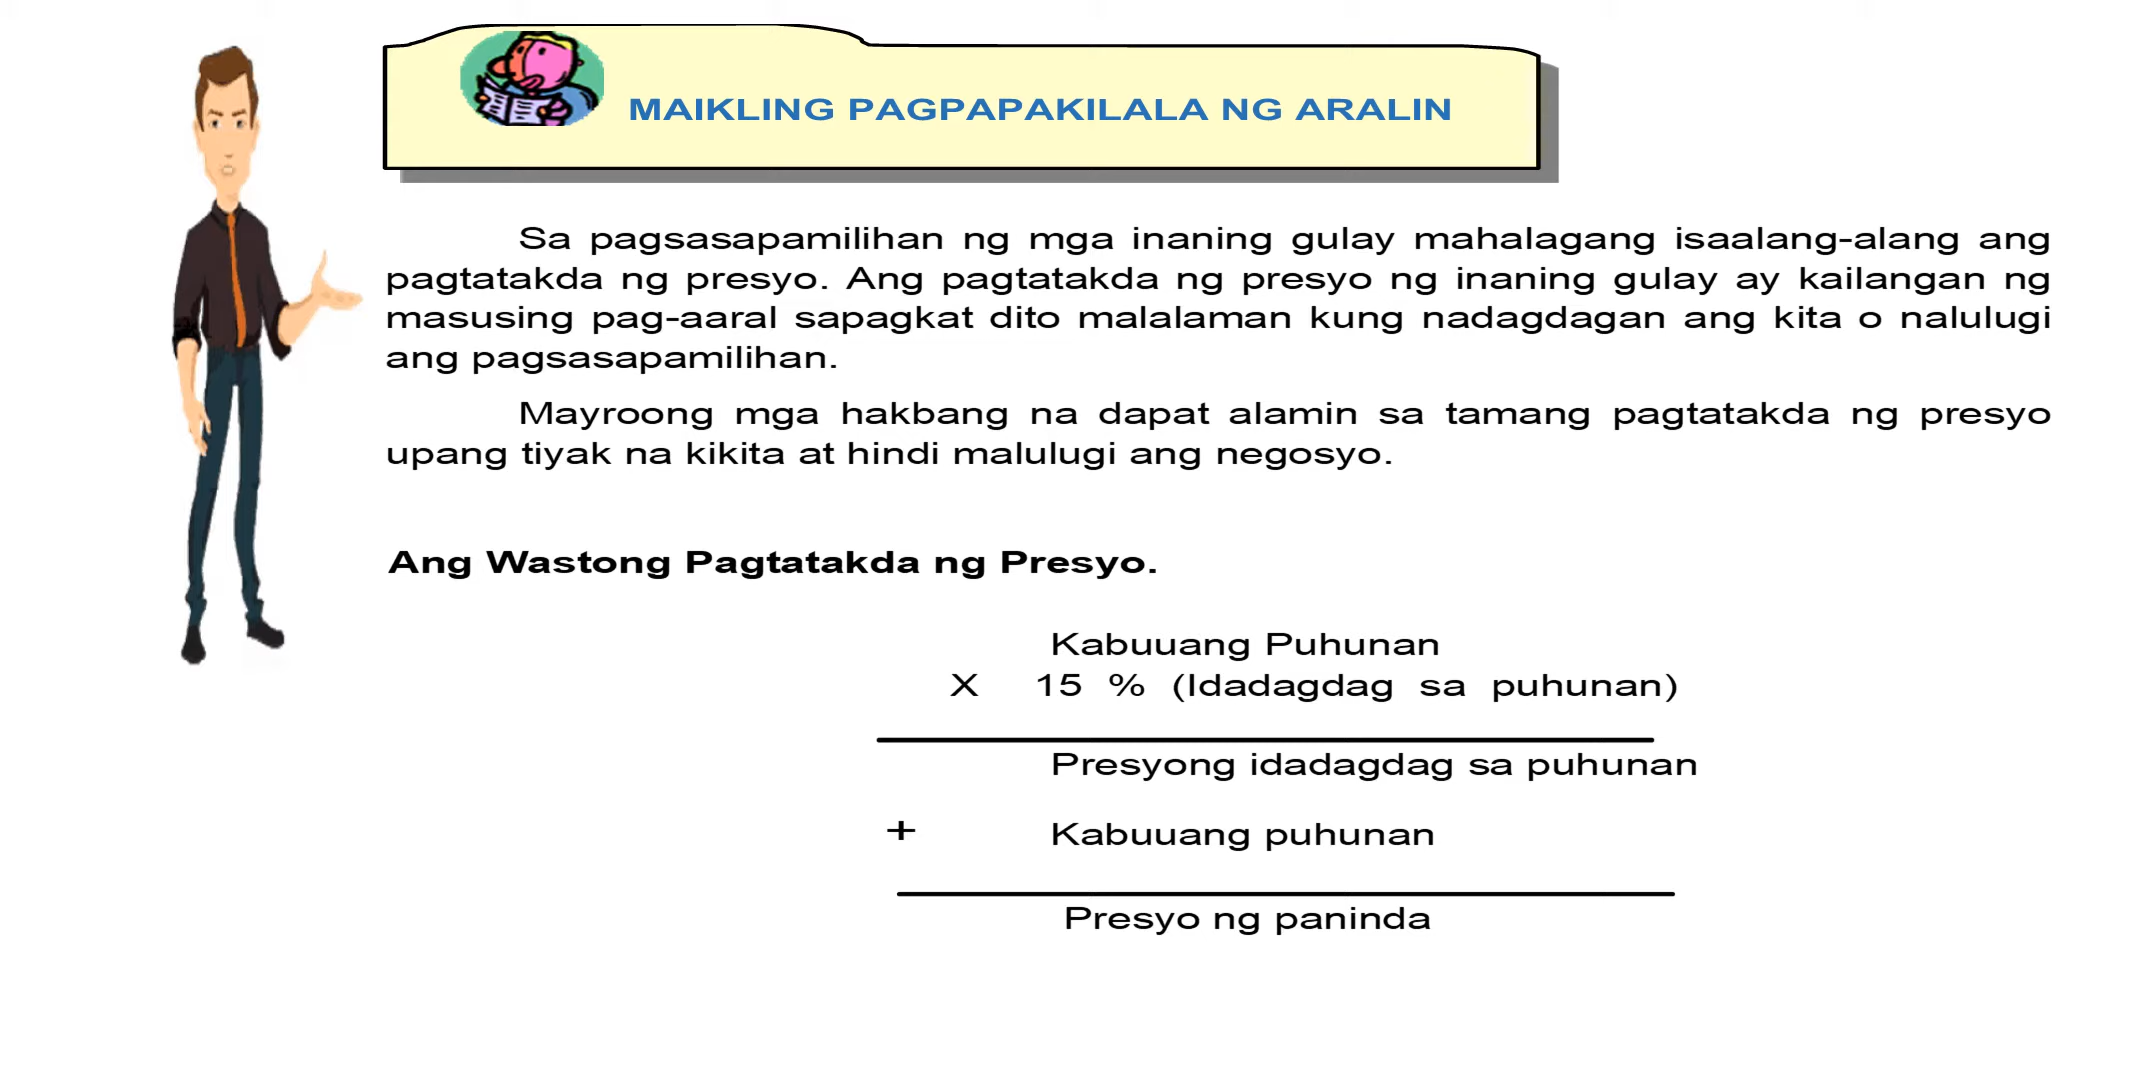 MAIKLING PAGPAPAKILALA NG ARALIN
Sa pagsasapamilihan ng mga inaning gulay mahalagang isaalang-alang ang
pagtatakda ng presyo. Ang pagtatakda ng presyo ng inaning gulay ay kailangan ng
masusing pag-aaral sapagkat dito malalaman kung nadagdagan ang kita o nalulugi
ang pagsasapamilihan.
Mayroong mga hakbang na dapat alamin sa tamang pagtatakda ng presyo
upang tiyak na kikita at hindi malulugi ang negosyo.
Ang Wastong Pagtatakda ng Presyo.
Kabuuang Puhunan
X 15 % (Idadagdag sa puhunan)
Presyong idadagdag sa puhunan
+ Kabuuang puhunan
Presyo ng paninda